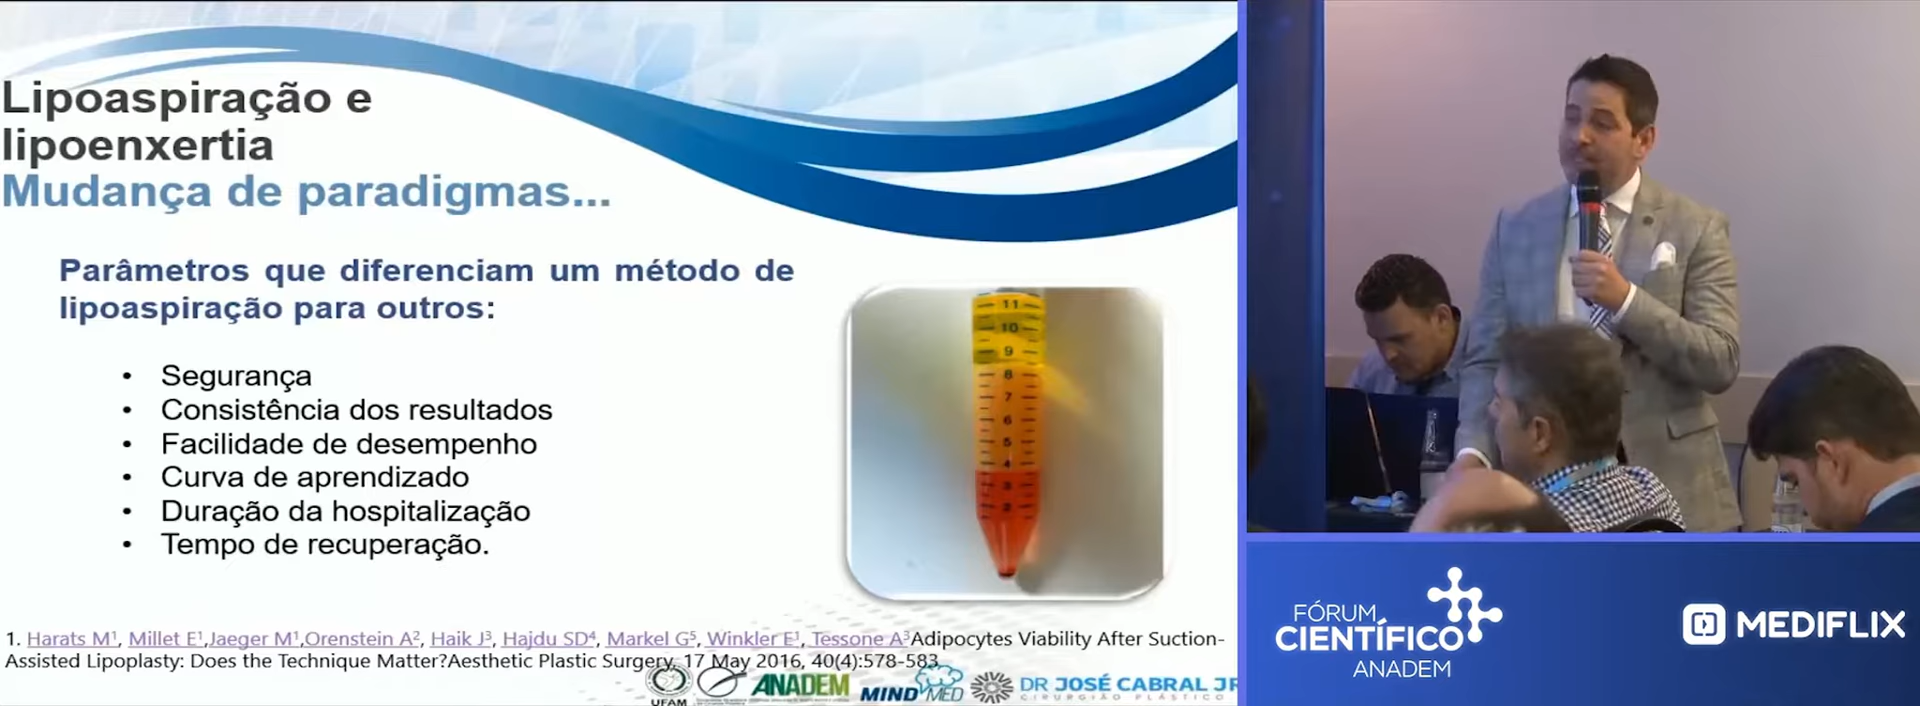 Lipoaspiração e
lipoenxertia
Mudança de paradigmas...
Parâmetros que diferenciam um método de
lipoaspiração para outros:
• Segurança
• Consistência dos resultados
• Facilidade de desempenho
• Curva de aprendizado
• Duração da hospitalização
• Tempo de recuperação.
11
10
9
8
7
6
5
4
3
2
1. Harats M1, Millet E1,Jaeger M1,Orenstein A2, Haik J3, Hajdu SD4, Markel G5, Winkler E1, Tessone A3Adipocytes Viability After Suction-
Assisted Lipoplasty: Does the Technique Matter?Aesthetic Plastic Surgery, 17 May 2016, 40(4):578-583
UFAM
ANADEM
MINDMED
DR JOSÉ CABRAL JR
CIRURGIÃO PLÁSTICO
FÓRUM
CIENTÍFICO
ANADEM
MEDIFLIX